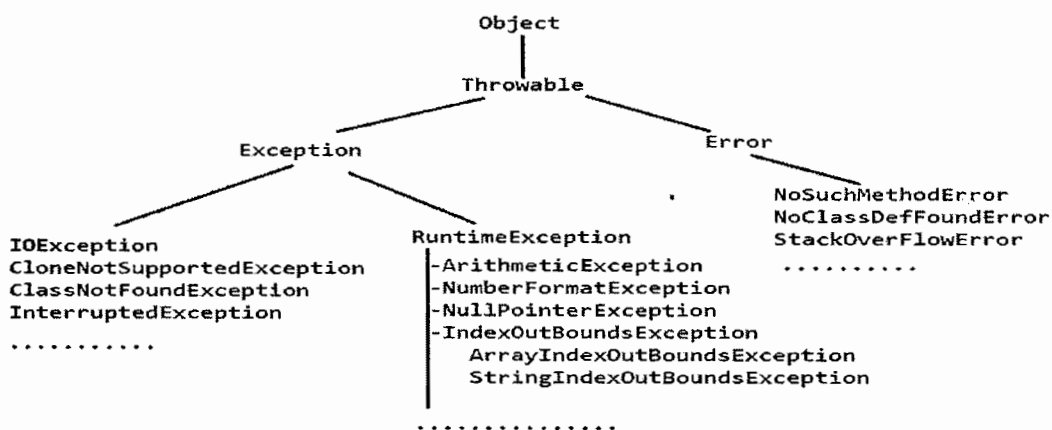 Object
Throwable
Exception
Error
IOException
CloneNotSupportedException
ClassNotFoundException
InterruptedException
...........
RuntimeException
-ArithmeticException
-NumberFormatException
-NullPointerException
-IndexOutBoundsException
ArrayIndexOutBoundsException
StringIndexOutBoundsException
...............
NoSuchMethodError
NoClassDefFoundError
StackOverFlowError
..........